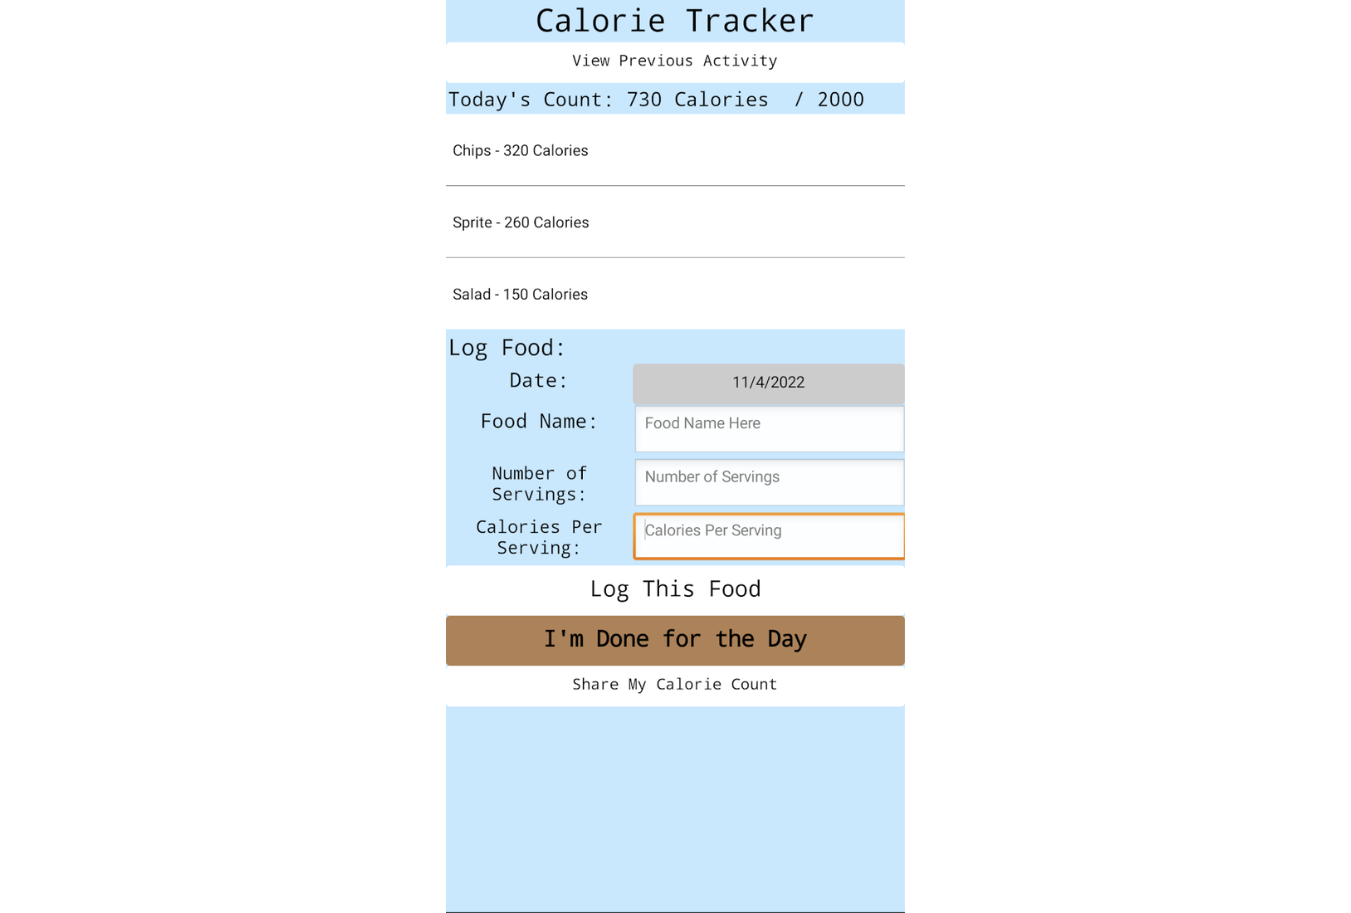 Calorie Tracker
View Previous Activity
Today's Count: 730 Calories / 2000
Chips - 320 Calories
Sprite - 260 Calories
Salad - 150 Calories
Log Food:
Date:
11/4/2022
Food Name:
Food Name Here
Number of
Servings:
Number of Servings
Calories Per
Serving:
Calories Per Serving
Log This Food
I'm Done for the Day
Share My Calorie Count